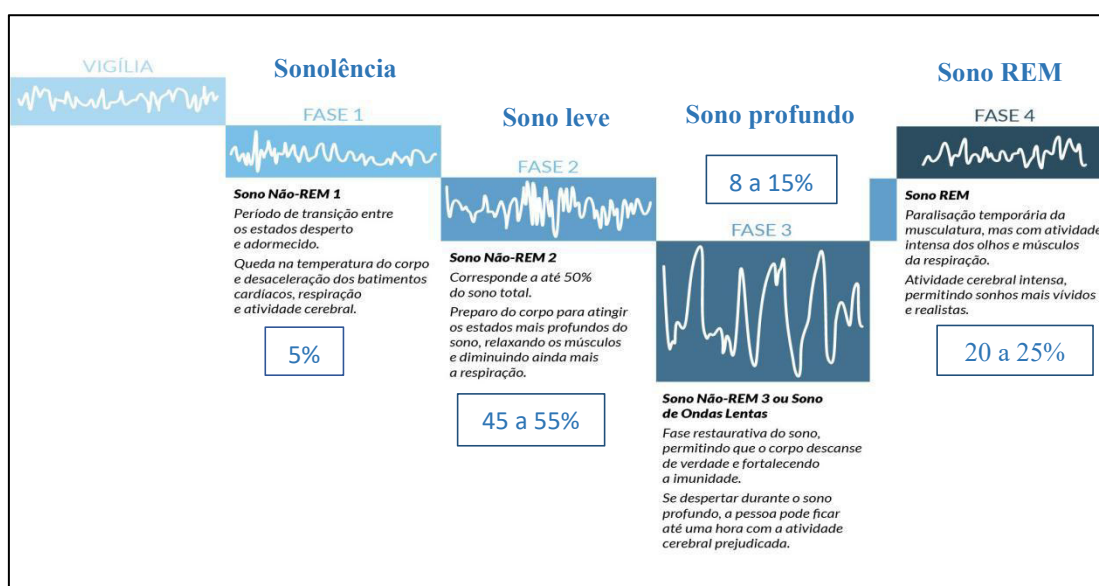 VIGÍLIA
Sonolência
FASE 1
Sono Não-REM 1
Período de transição entre
os estados desperto
e adormecido.
Queda na temperatura do corpo
e desaceleração dos batimentos
cardíacos, respiração
e atividade cerebral.
5%
Sono leve
FASE 2
Sono Não-REM 2
Corresponde a até 50%
do sono total.
Preparo do corpo para atingir
os estados mais profundos do
sono, relaxando os músculos
e diminuindo ainda mais
a respiração.
45 a 55%
Sono profundo
8 a 15%
FASE 3
Sono Não-REM 3 ou Sono
de Ondas Lentas
Fase restaurativa do sono,
permitindo que o corpo descanse
de verdade e fortalecendo
a imunidade.
Se despertar durante o sono
profundo, a pessoa pode ficar
até uma hora com a atividade
cerebral prejudicada.
Sono REM
FASE 4
Sono REM
Paralisação temporária da
musculatura, mas com atividade
intensa dos olhos e músculos
da respiração.
Atividade cerebral intensa,
permitindo sonhos mais vívidos
e realistas.
20 a 25%